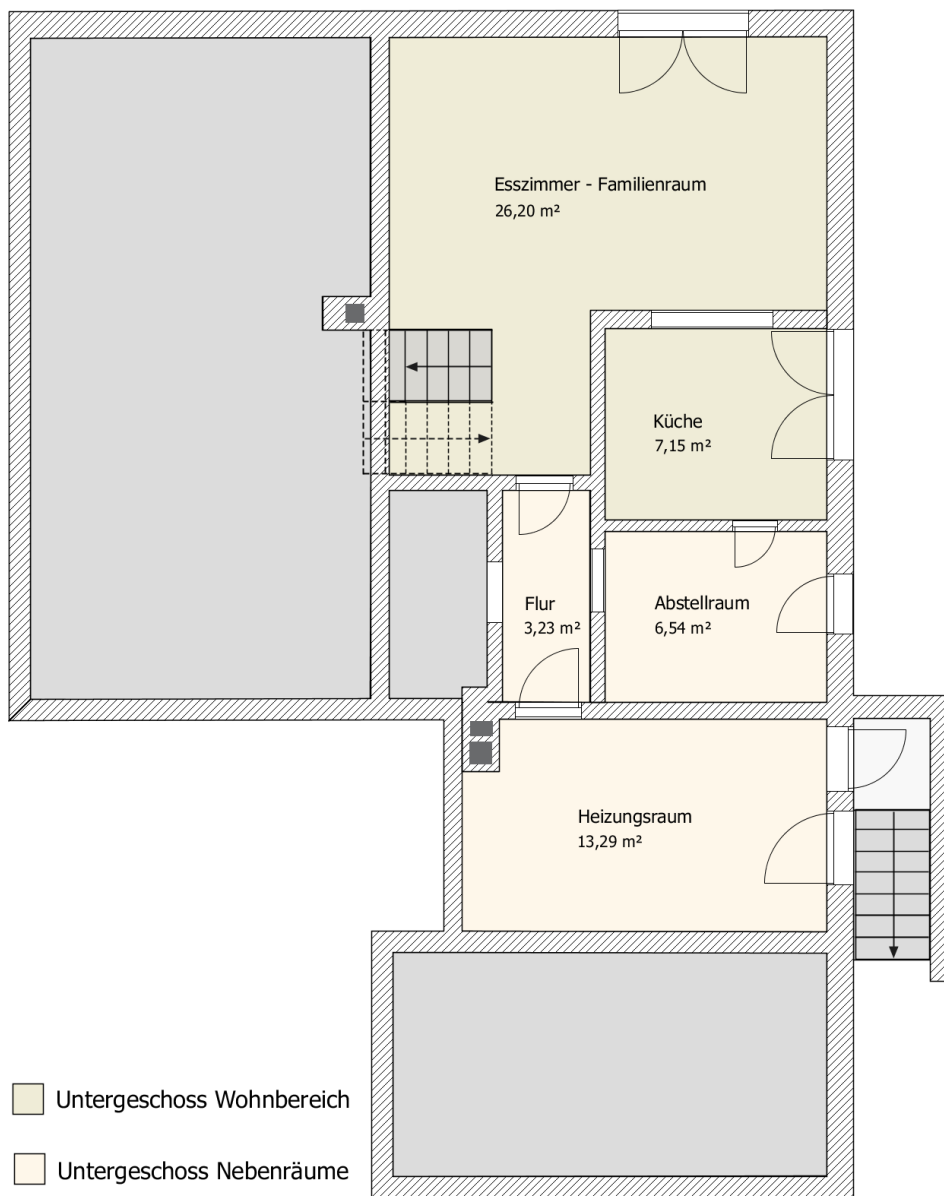 Esszimmer - Familienraum
26,20 m²
Küche
7,15 m²
Flur
3,23 m²
Abstellraum
6,54 m²
Heizungsraum
13,29 m²
Untergeschoss Wohnbereich
Untergeschoss Nebenräume